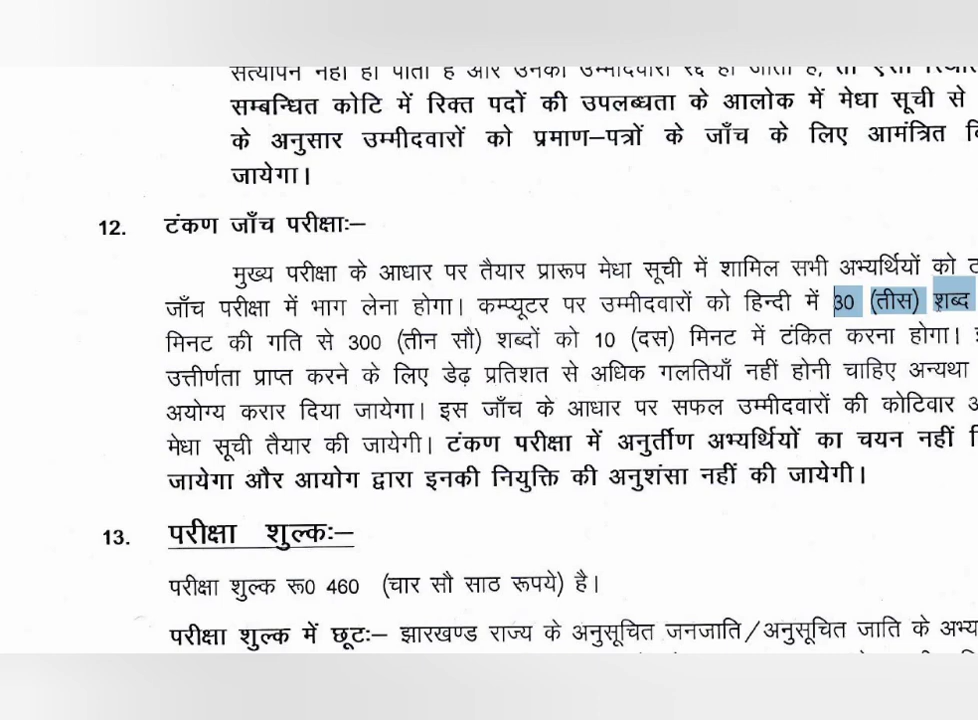 सत्यापन नहीं हो पाता है और उनकी उम्मीदवारी रद्द हो जाती है, तो ऐसी
सम्बन्धित कोटि में रिक्त पदों की उपलब्धता के आलोक में मेधा सूची से
के अनुसार उम्मीदवारों को प्रमाण–पत्रों के जाँच के लिए आमंत्रित
जायेगा।
12. टंकण जाँच परीक्षाः–
मुख्य परीक्षा के आधार पर तैयार प्रारूप मेधा सूची में शामिल सभी अभ्यर्थियों को
जाँच परीक्षा में भाग लेना होगा। कम्प्यूटर पर उम्मीदवारों को हिन्दी में 30 (तीस) शब्द
मिनट की गति से 300 (तीन सौ) शब्दों को 10 (दस) मिनट में टंकित करना होगा।
उत्तीर्णता प्राप्त करने के लिए डेढ़ प्रतिशत से अधिक गलतियाँ नहीं होनी चाहिए अन्यथा
अयोग्य करार दिया जायेगा। इस जाँच के आधार पर सफल उम्मीदवारों की कोटिवार
मेधा सूची तैयार की जायेगी। टंकण परीक्षा में अनुर्तीण अभ्यर्थियों का चयन नहीं
जायेगा और आयोग द्वारा इनकी नियुक्ति की अनुशंसा नहीं की जायेगी।
13. परीक्षा शुल्कः–
परीक्षा शुल्क रू0 460 (चार सौ साठ रूपये) है।
परीक्षा शुल्क में छूटः– झारखण्ड राज्य के अनुसूचित जनजाति/अनुसूचित जाति के